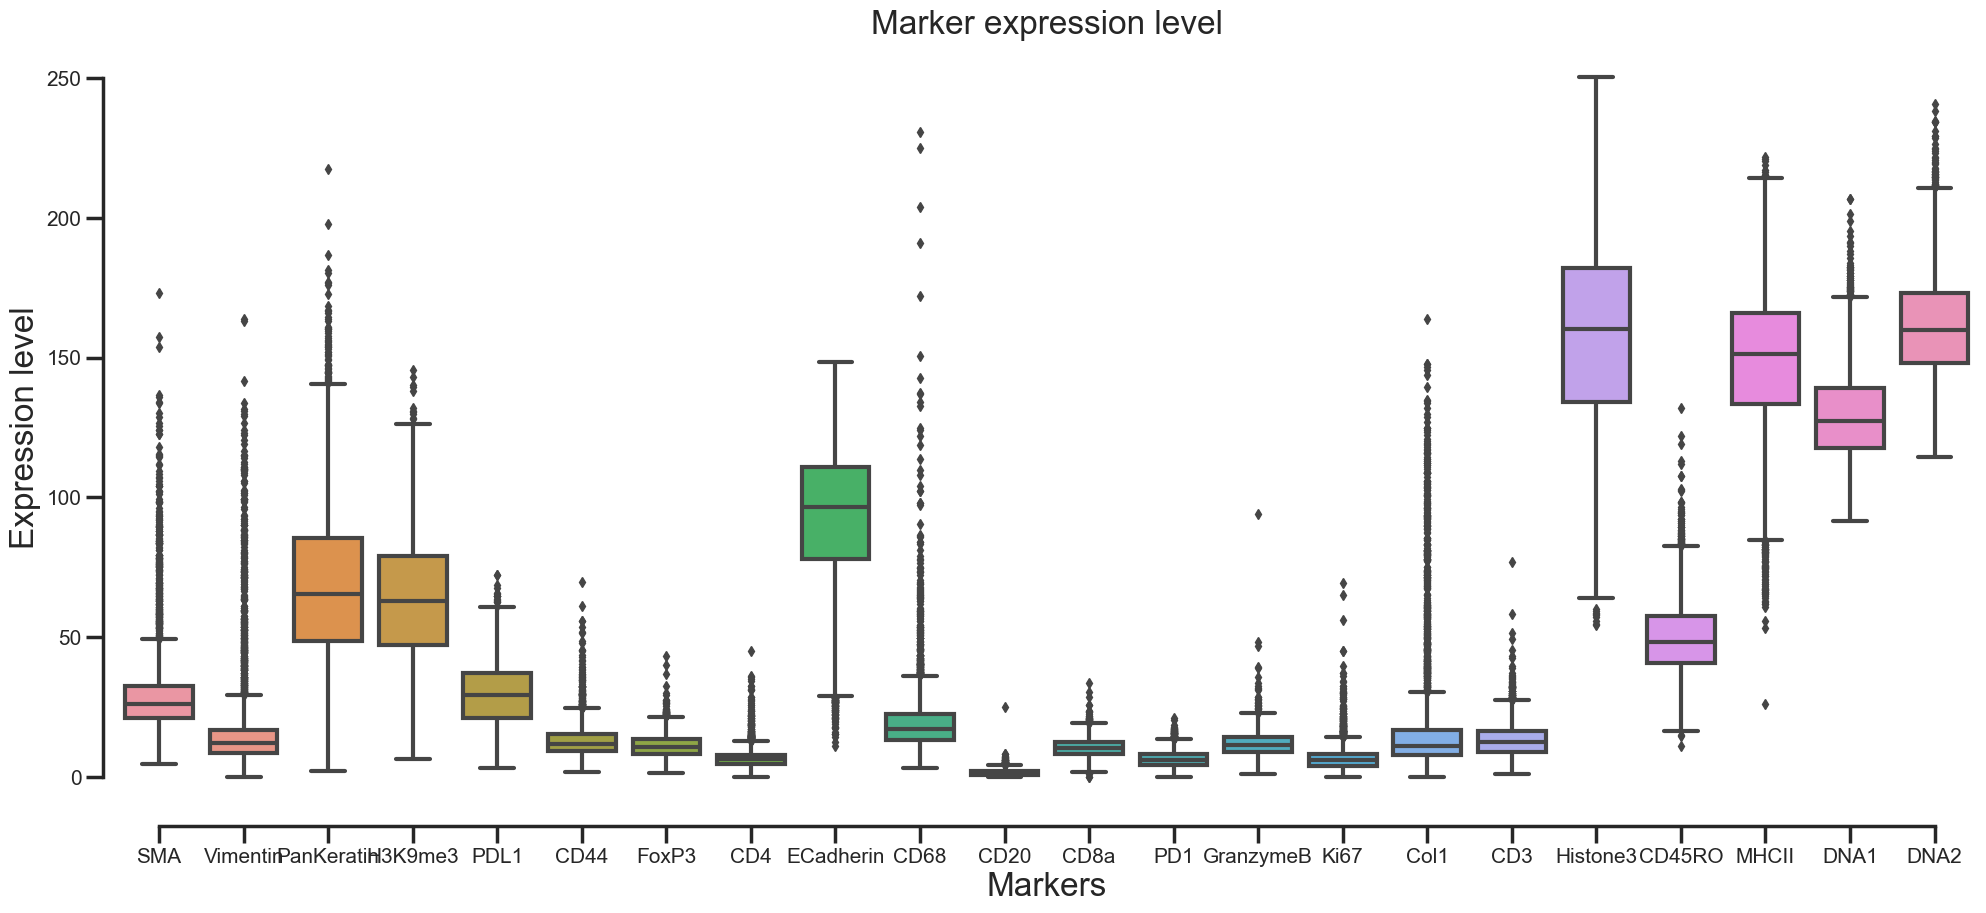 Marker expression level
250
200
150
100
50
0
Expression level
SMA Vimentin PanKeratin H3K9me3 PDL1 CD44 FoxP3 CD4 ECadherin CD68 CD20 CD8a PD1 GranzymeB Ki67 Col1 CD3 Histone3 CD45RO MHCII DNA1 DNA2
Markers